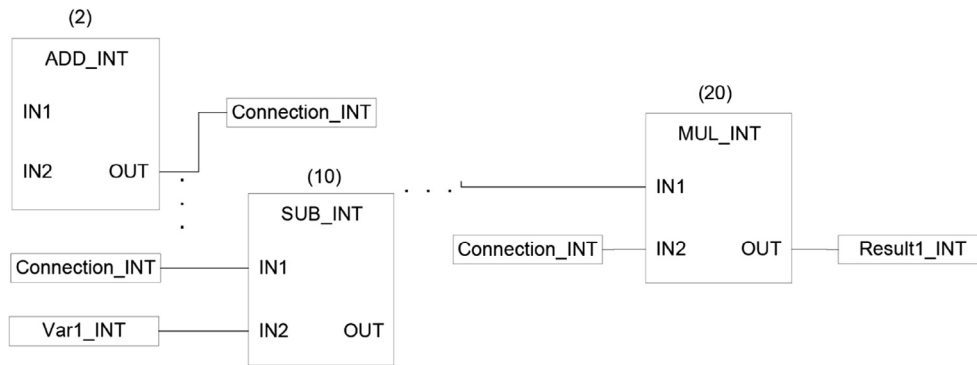 (2)
ADD_INT
IN1
IN2 OUT
Connection_INT
(10)
SUB_INT
Connection_INT IN1
Var1_INT IN2 OUT
(20)
MUL_INT
IN1
Connection_INT IN2 OUT Result1_INT